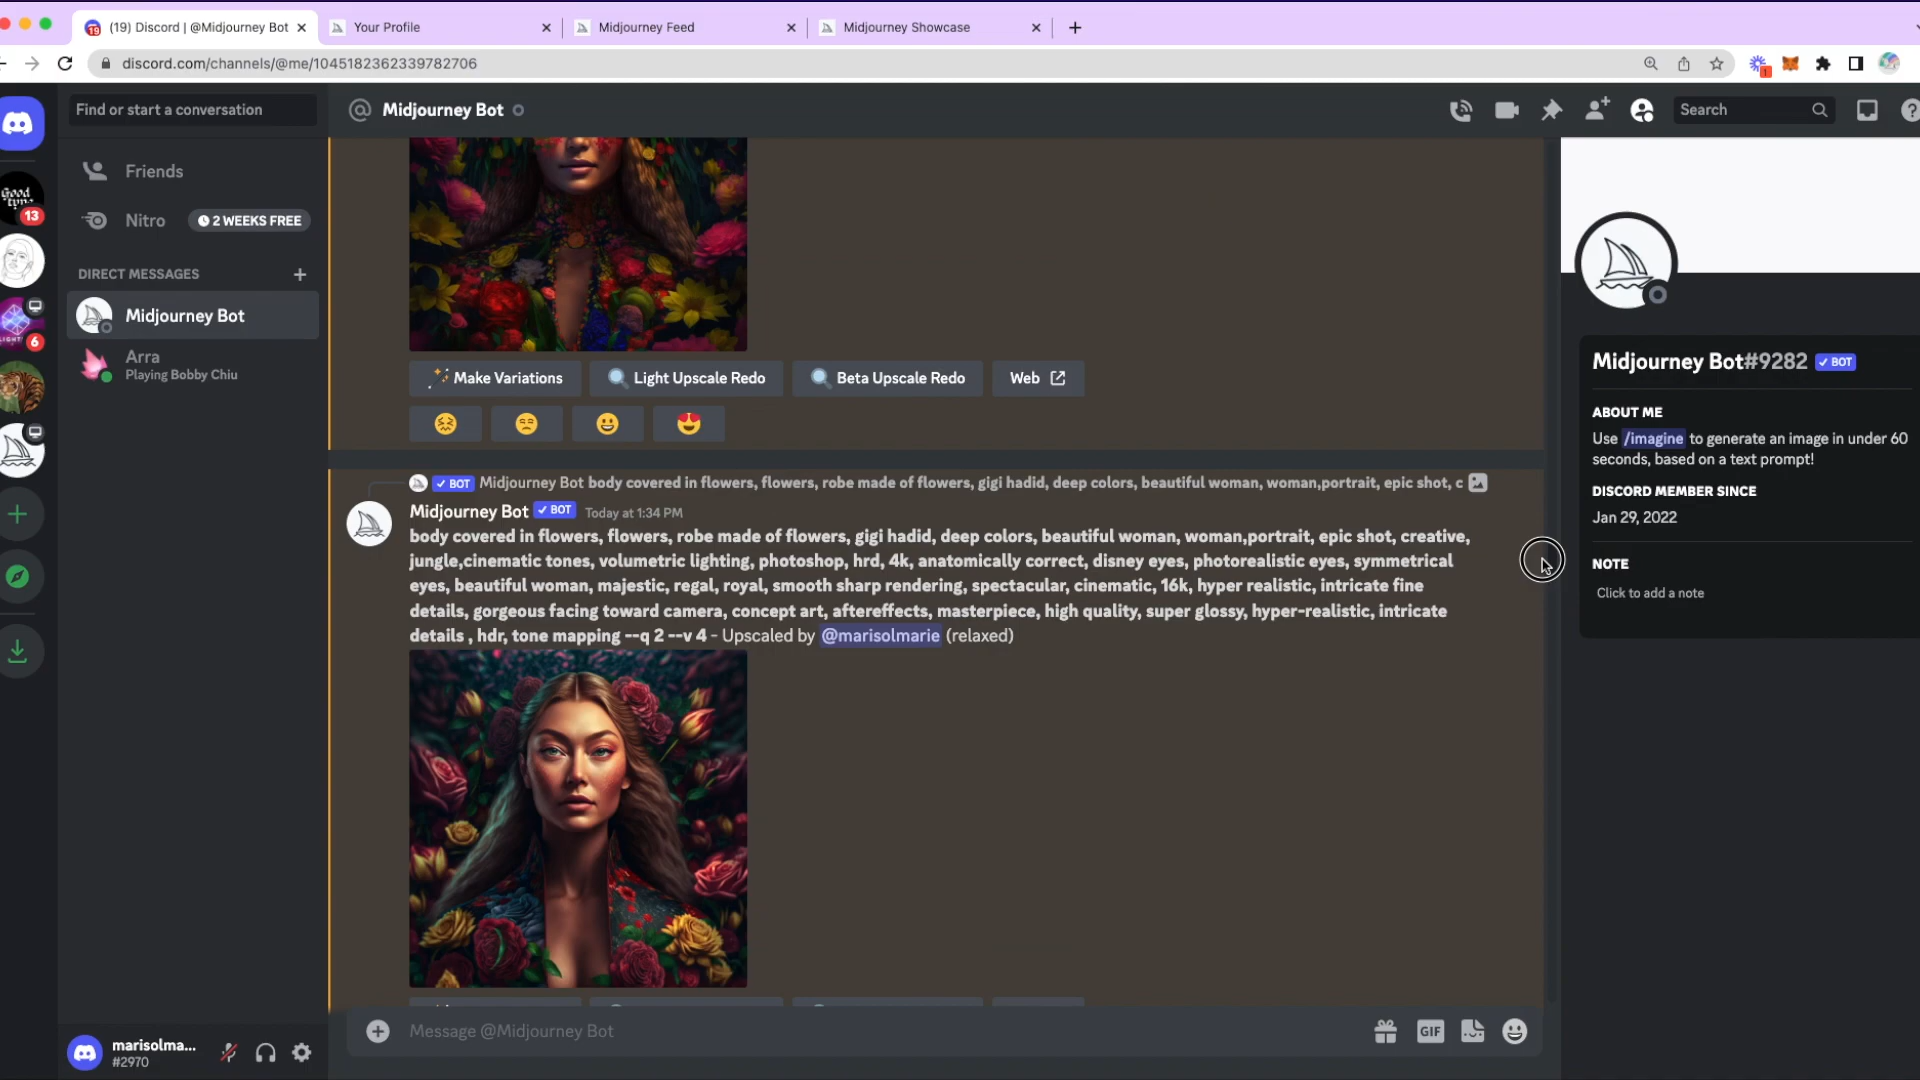 (19) Discord | @Midjourney Bot
Your Profile
Midjourney Feed
Midjourney Showcase
discord.com/channels/@me/1045182362339782706
1
Find or start a conversation
Midjourney Bot
Search
Friends
Good
13
Nitro
2 WEEKS FREE
DIRECT MESSAGES
Midjourney Bot
6
Arra
Playing Bobby Chiu
Make Variations
Light Upscale Redo
Beta Upscale Redo
Web
BOT Midjourney Bot body covered in flowers, flowers, robe made of flowers, gigi hadid, deep colors, beautiful woman, woman,portrait, epic shot, c
Midjourney Bot BOT Today at 1:34 PM
body covered in flowers, flowers, robe made of flowers, gigi hadid, deep colors, beautiful woman, woman,portrait, epic shot, creative,
jungle,cinematic tones, volumetric lighting, photoshop, hrd, 4k, anatomically correct, disney eyes, photorealistic eyes, symmetrical
eyes, beautiful woman, majestic, regal, royal, smooth sharp rendering, spectacular, cinematic, 16k, hyper realistic, intricate fine
details, gorgeous facing toward camera, concept art, aftereffects, masterpiece, high quality, super glossy, hyper-realistic, intricate
details , hdr, tone mapping --q 2 --v 4 - Upscaled by @marisolmarie (relaxed)
Message @Midjourney Bot
GIF
marisolma...
#2970
Midjourney Bot#9282 BOT
ABOUT ME
Use /imagine to generate an image in under 60
seconds, based on a text prompt!
DISCORD MEMBER SINCE
Jan 29, 2022
NOTE
Click to add a note